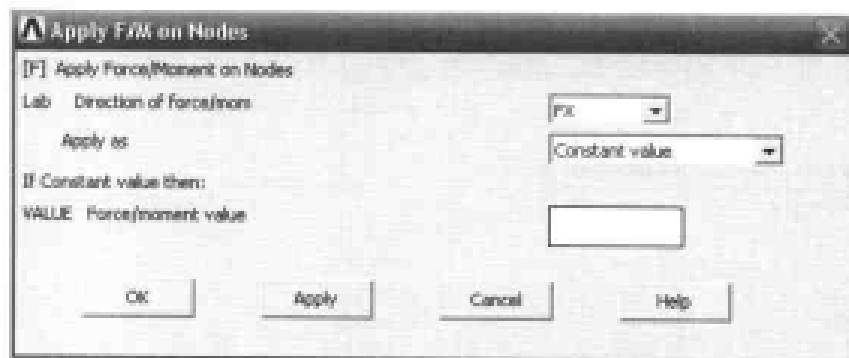 Apply F/M on Nodes
[F] Apply Force/Moment on Nodes
Lab Direction of force/mom
FX
Apply as
Constant value
If Constant value then:
VALUE Force/moment value
OK Apply Cancel Help